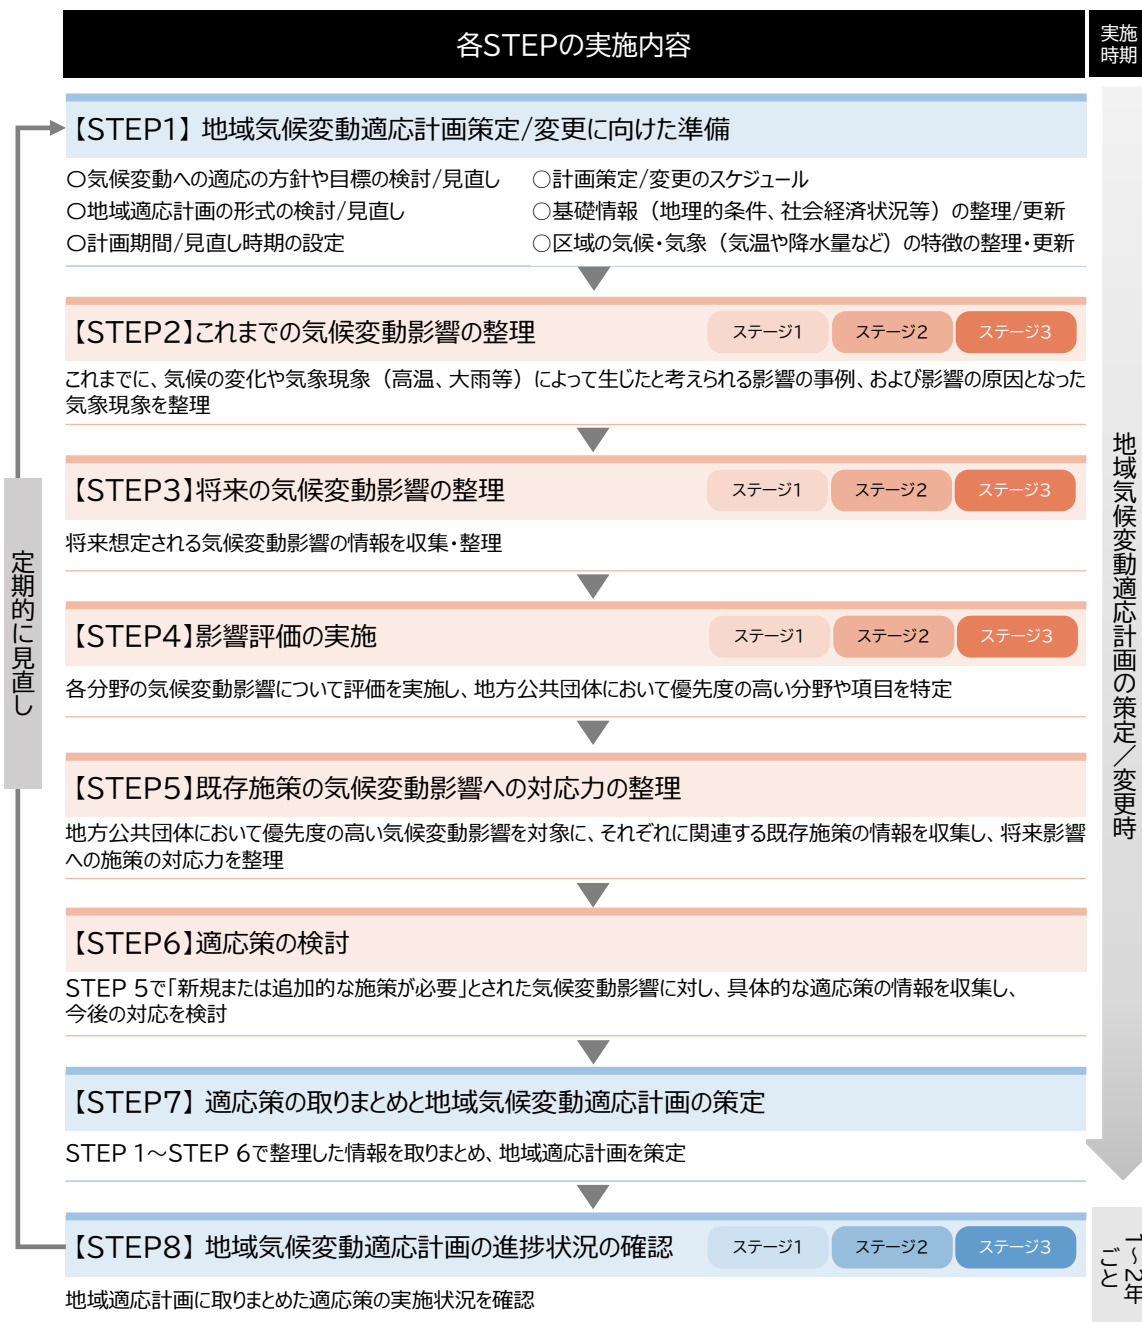 各STEPの実施内容
実施
時期
【STEP1】 地域気候変動適応計画策定/変更に向けた準備
〇気候変動への適応の方針や目標の検討/見直し
〇地域適応計画の形式の検討/見直し
〇計画期間/見直し時期の設定
○計画策定/変更のスケジュール
○基礎情報（地理的条件、社会経済状況等）の整理/更新
○区域の気候・気象（気温や降水量など）の特徴の整理・更新
【STEP2】これまでの気候変動影響の整理
ステージ1 ステージ2 ステージ3
これまでに、気候の変化や気象現象（高温、大雨等）によって生じたと考えられる影響の事例、および影響の原因となった
気象現象を整理
【STEP3】将来の気候変動影響の整理
ステージ1 ステージ2 ステージ3
将来想定される気候変動影響の情報を収集・整理
【STEP4】影響評価の実施
ステージ1 ステージ2 ステージ3
各分野の気候変動影響について評価を実施し、地方公共団体において優先度の高い分野や項目を特定
【STEP5】既存施策の気候変動影響への対応力の整理
地方公共団体において優先度の高い気候変動影響を対象に、それぞれに関連する既存施策の情報を収集し、将来影響
への施策の対応力を整理
【STEP6】適応策の検討
STEP 5で「新規または追加的な施策が必要」とされた気候変動影響に対し、具体的な適応策の情報を収集し、
今後の対応を検討
【STEP7】 適応策の取りまとめと地域気候変動適応計画の策定
STEP 1～STEP 6で整理した情報を取りまとめ、地域適応計画を策定
【STEP8】 地域気候変動適応計画の進捗状況の確認
ステージ1 ステージ2 ステージ3
地域適応計画に取りまとめた適応策の実施状況を確認
定期的に見直し
地域気候変動適応計画の策定／変更時
1～2年
ごと